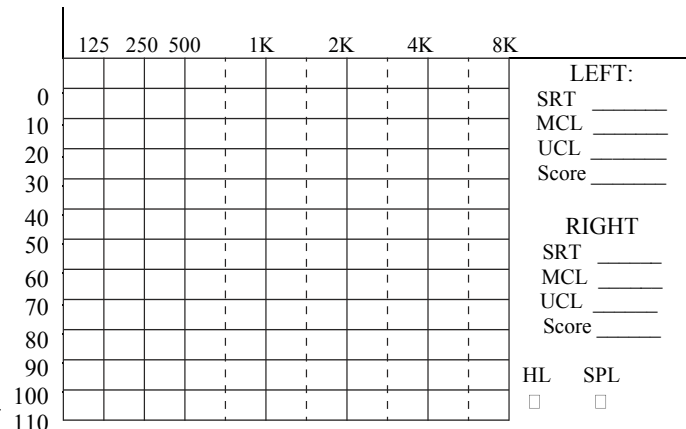 125 250 500 1K 2K 4K 8K
0
10
20
30
40
50
60
70
80
90
100
110
LEFT:
SRT _______
MCL _______
UCL _______
Score _______
RIGHT
SRT ______
MCL ______
UCL ______
Score ______
HL SPL
□ □